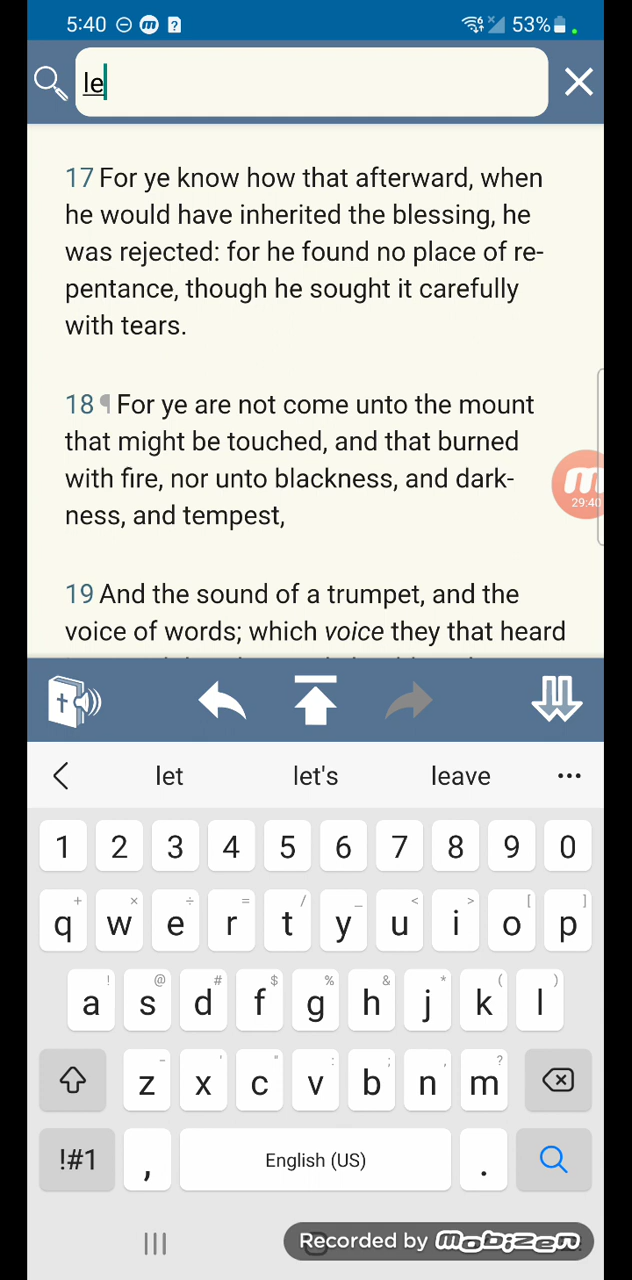 5:40 53%
le
17 For ye know how that afterward, when
he would have inherited the blessing, he
was rejected: for he found no place of re-
pentance, though he sought it carefully
with tears.
18 ¶ For ye are not come unto the mount
that might be touched, and that burned
with fire, nor unto blackness, and dark-
ness, and tempest,
29:40
19 And the sound of a trumpet, and the
voice of words; which voice they that heard
let let's leave
1 2 3 4 5 6 7 8 9 0
+ × ÷ = / _ < > [ ]
q w e r t y u i o p
! @ # $ % & * ( )
a s d f g h j k l
- ' " : ; , ?
z x c v b n m
!#1 , English (US) .
Recorded by mobizen